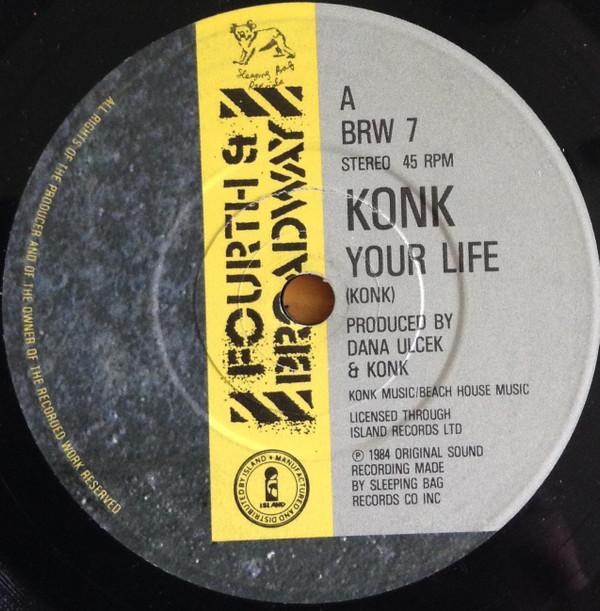 Sleeping Bag
Records
FOURTH &
BROADWAY
MANUFACTURED AND DISTRIBUTED BY ISLAND
ISLAND
A
BRW 7
STEREO 45 RPM
KONK
YOUR LIFE
(KONK)
PRODUCED BY
DANA ULCEK
& KONK
KONK MUSIC/BEACH HOUSE MUSIC
LICENSED THROUGH
ISLAND RECORDS LTD
℗ 1984 ORIGINAL SOUND
RECORDING MADE
BY SLEEPING BAG
RECORDS CO INC
ALL RIGHTS OF THE PRODUCER AND OF THE OWNER OF THE RECORDED WORK RESERVED